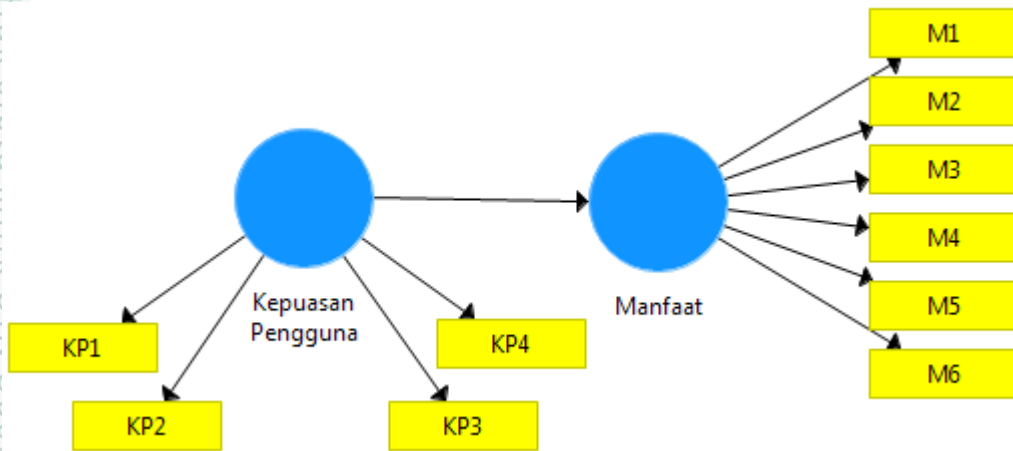 M1
M2
M3
M4
M5
M6
Kepuasan
Pengguna
Manfaat
KP1
KP4
KP2
KP3